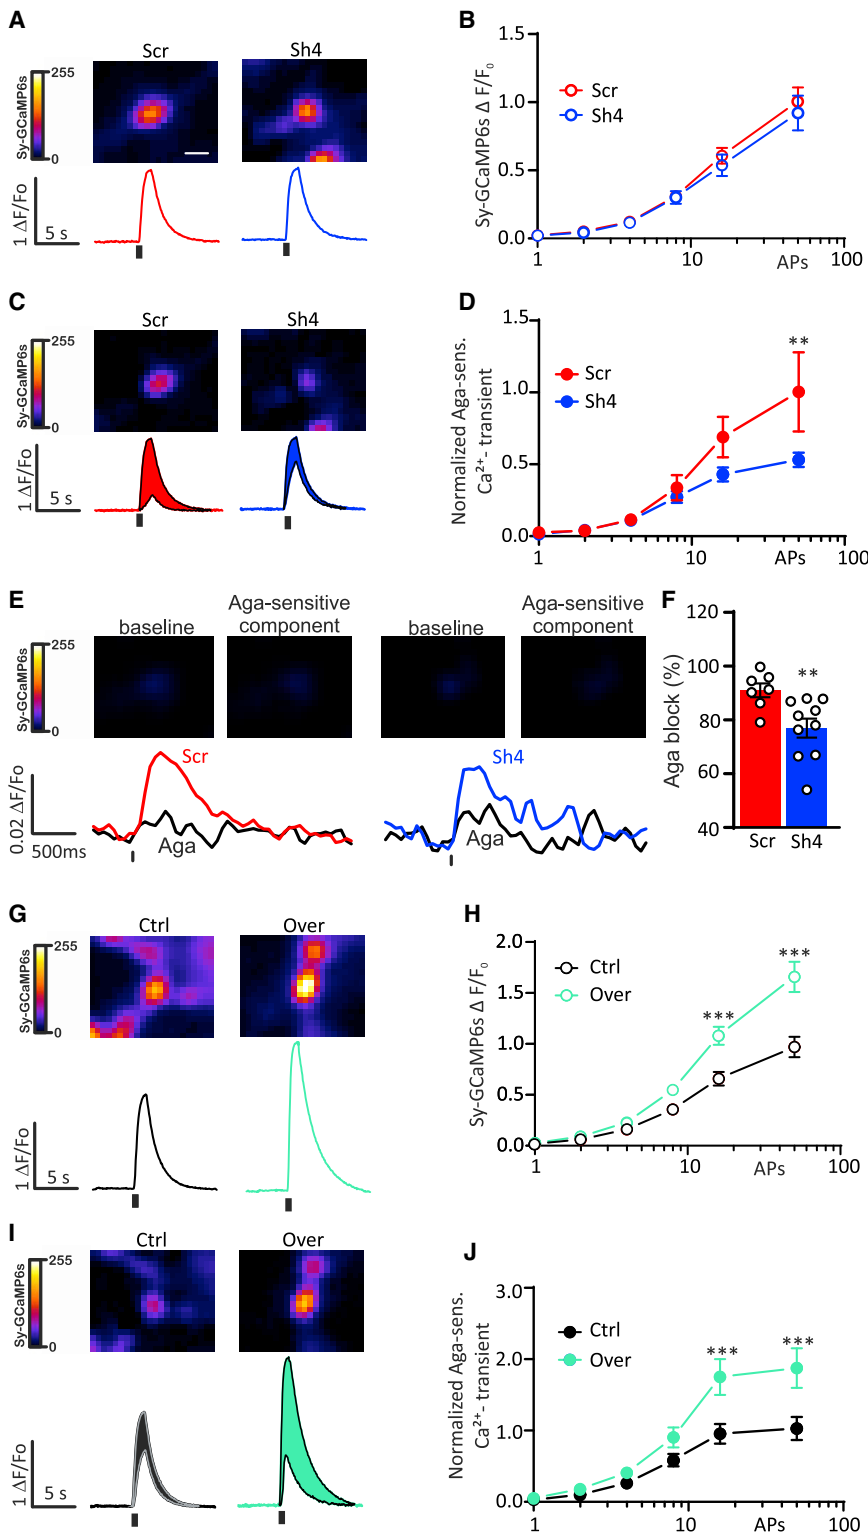 A
Scr
Sh4
Sy-GCaMP6s
255
0
1 ΔF/Fo
5 s
B
Sy-GCaMP6s Δ F/F₀
1.5
1.0
0.5
0.0
Scr
Sh4
1
10
APs
100
C
Scr
Sh4
Sy-GCaMP6s
255
0
1 ΔF/Fo
5 s
D
Normalized Aga-sens.
Ca²⁺- transient
1.5
1.0
0.5
0.0
Scr
Sh4
**
1
10
APs
100
E
baseline
Aga-sensitive
component
baseline
Aga-sensitive
component
Sy-GCaMP6s
255
0
0.02 ΔF/Fo
500ms
Scr
Aga
Sh4
Aga
F
Aga block (%)
120
100
80
60
40
**
Scr
Sh4
G
Ctrl
Over
Sy-GCaMP6s
255
0
1 ΔF/Fo
5 s
H
Sy-GCaMP6s Δ F/F₀
2.0
1.5
1.0
0.5
0.0
Ctrl
Over
***
***
1
10
APs
100
I
Ctrl
Over
Sy-GCaMP6s
255
0
1 ΔF/Fo
5 s
J
Normalized Aga-sens.
Ca²⁺- transient
3.0
2.0
1.0
0.0
Ctrl
Over
***
***
1
10
APs
100